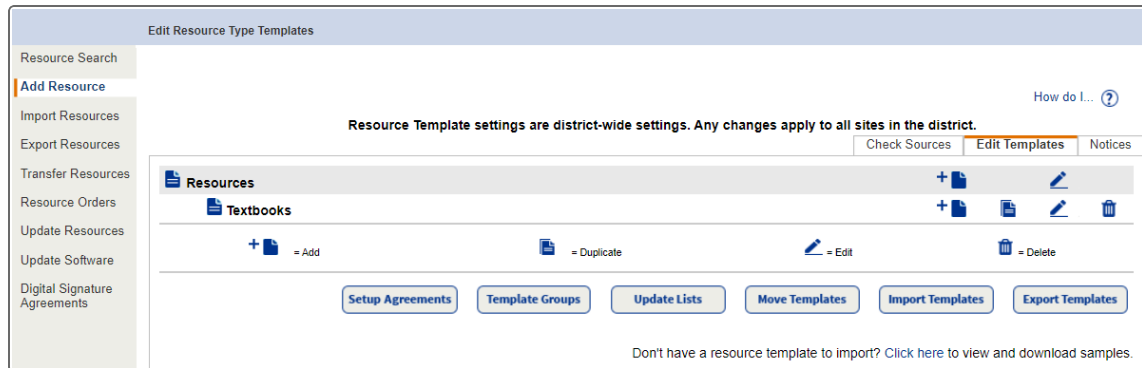 Edit Resource Type Templates
Resource Search
Add Resource
Import Resources
Export Resources
Transfer Resources
Resource Orders
Update Resources
Update Software
Digital Signature
Agreements
How do I... ?
Resource Template settings are district-wide settings. Any changes apply to all sites in the district.
Check Sources Edit Templates Notices
Resources
Textbooks
= Add = Duplicate = Edit = Delete
Setup Agreements Template Groups Update Lists Move Templates Import Templates Export Templates
Don't have a resource template to import? Click here to view and download samples.